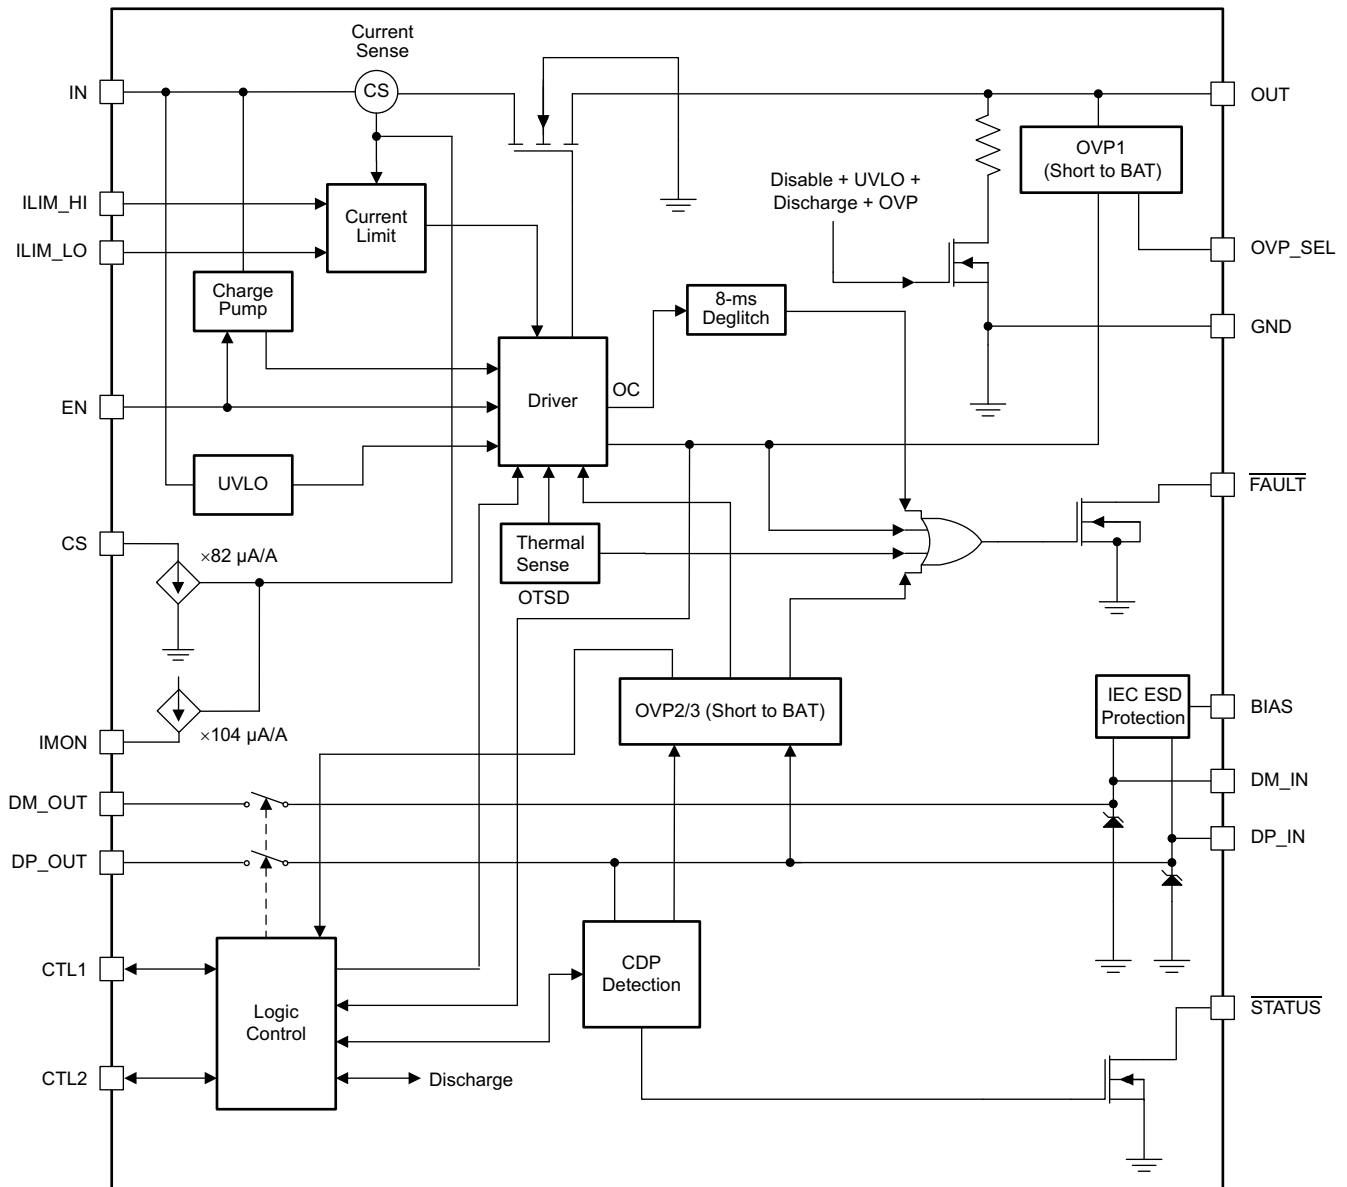 Current
Sense
IN
CS
OUT
OVP1
(Short to BAT)
Disable + UVLO +
Discharge + OVP
ILIM_HI
Current
Limit
ILIM_LO
OVP_SEL
Charge
Pump
8-ms
Deglitch
GND
OC
EN
Driver
UVLO
FAULT
CS
×82 µA/A
Thermal
Sense
OTSD
IEC ESD
Protection
BIAS
OVP2/3 (Short to BAT)
×104 µA/A
IMON
DM_IN
DM_OUT
DP_IN
DP_OUT
CTL1
CDP
Detection
Logic
Control
STATUS
CTL2
Discharge